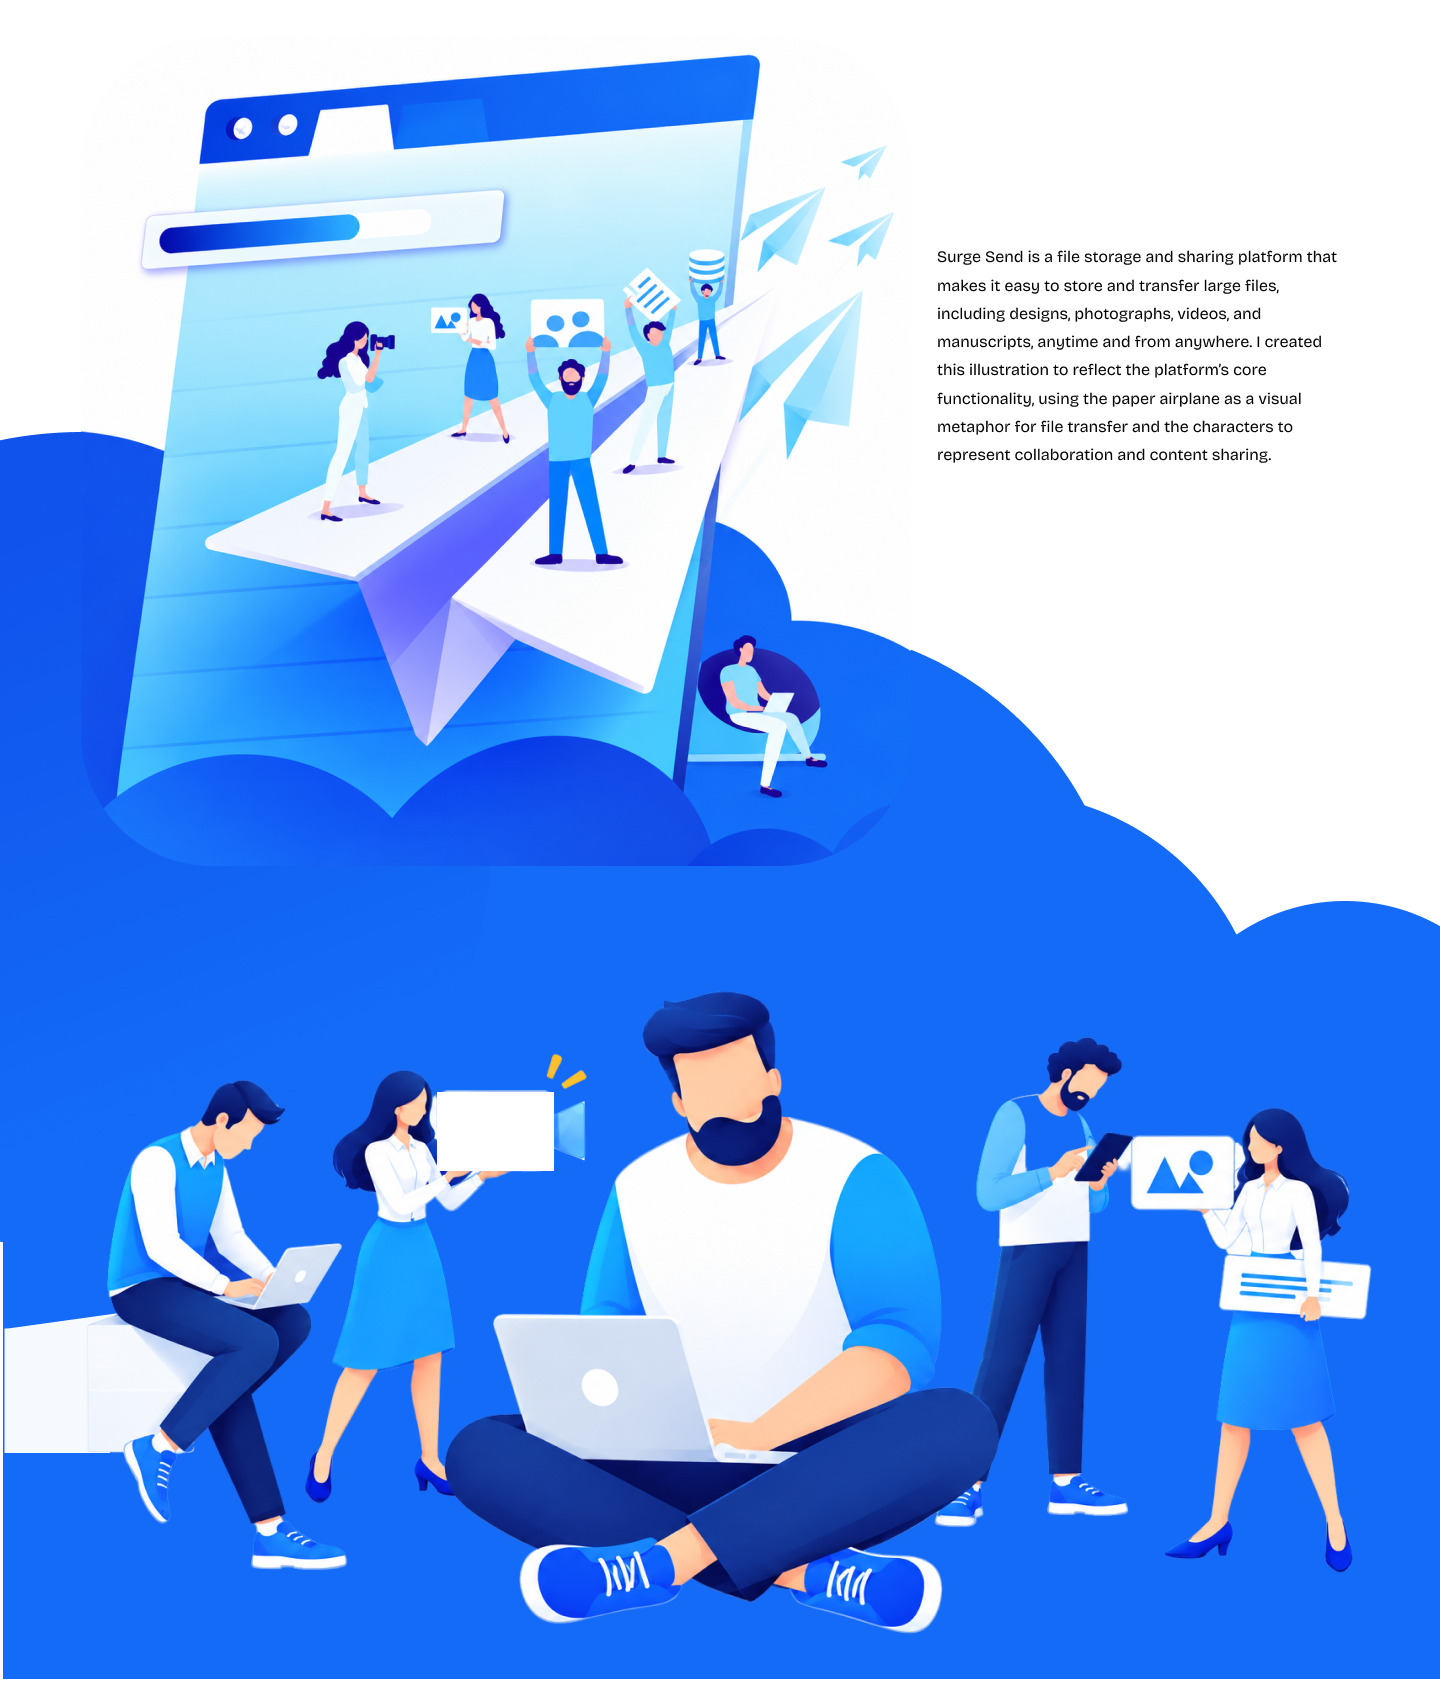 Surge Send is a file storage and sharing platform that
makes it easy to store and transfer large files,
including designs, photographs, videos, and
manuscripts, anytime and from anywhere. I created
this illustration to reflect the platform’s core
functionality, using the paper airplane as a visual
metaphor for file transfer and the characters to
represent collaboration and content sharing.